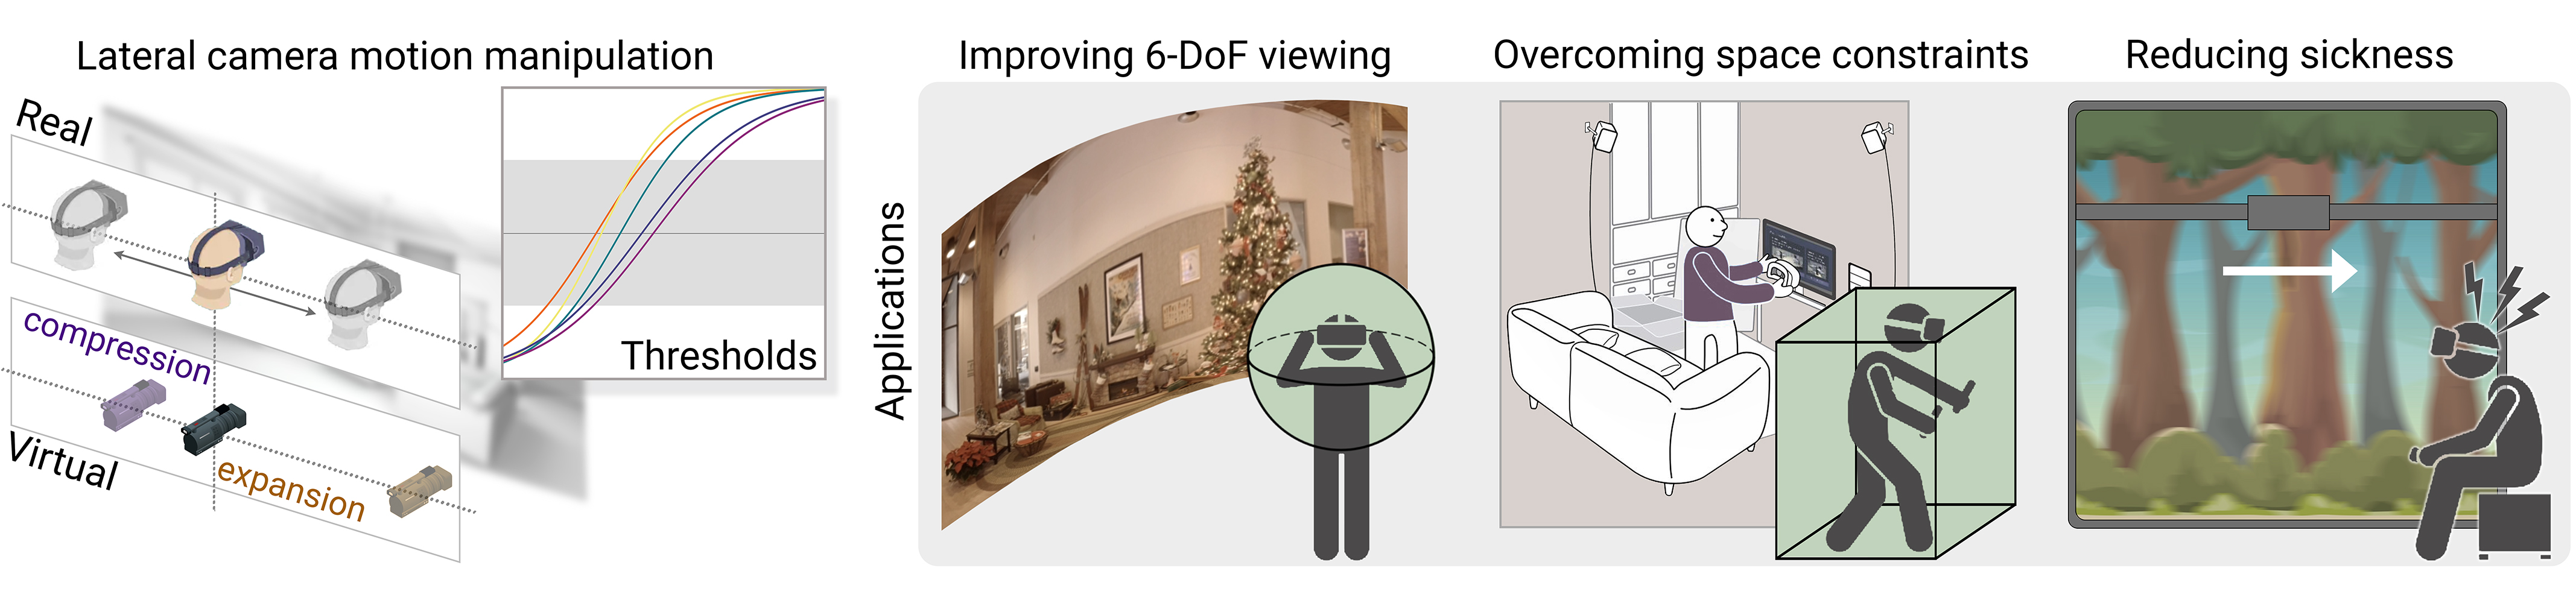 Lateral camera motion manipulation
Real
compression
expansion
Virtual
Thresholds
Applications
Improving 6-DoF viewing
Overcoming space constraints
Reducing sickness